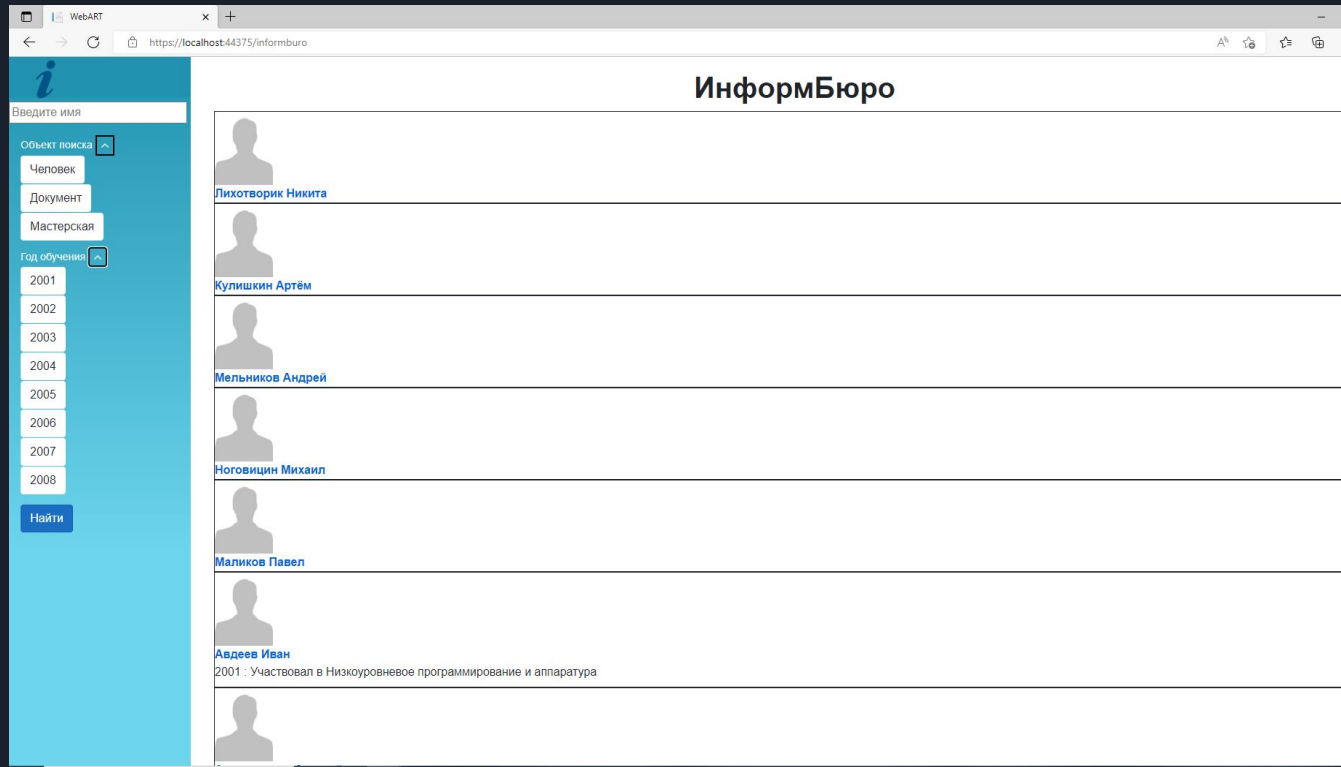 WebART
https://localhost:44375/informburo
i
Введите имя
Объект поиска
Человек
Документ
Мастерская
Год обучения
2001
2002
2003
2004
2005
2006
2007
2008
Найти
ИнформБюро
Лихотворик Никита
Кулишкин Артём
Мельников Андрей
Ноговицин Михаил
Маликов Павел
Авдеев Иван
2001 : Участвовал в Низкоуровневое программирование и аппаратура